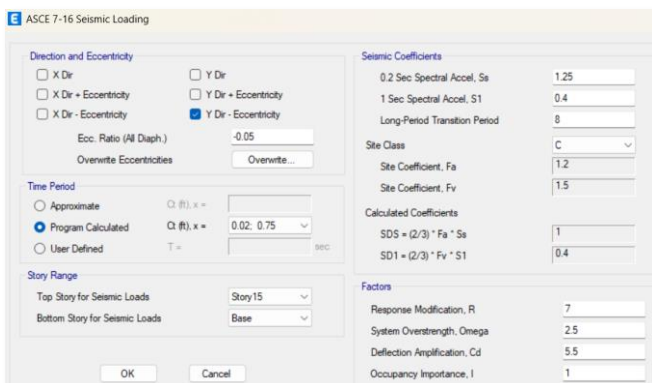 E ASCE 7-16 Seismic Loading
Direction and Eccentricity
X Dir Y Dir
X Dir + Eccentricity Y Dir + Eccentricity
X Dir - Eccentricity Y Dir - Eccentricity
Ecc. Ratio (All Diaph.) -0.05
Overwrite Eccentricities Overwrite...
Time Period
Approximate Ct (ft), x =
Program Calculated Ct (ft), x = 0.02; 0.75
User Defined T = sec
Story Range
Top Story for Seismic Loads Story15
Bottom Story for Seismic Loads Base
OK Cancel
Seismic Coefficients
0.2 Sec Spectral Accel, Ss 1.25
1 Sec Spectral Accel, S1 0.4
Long-Period Transition Period 8
Site Class C
Site Coefficient, Fa 1.2
Site Coefficient, Fv 1.5
Calculated Coefficients
SDS = (2/3) * Fa * Ss 1
SD1 = (2/3) * Fv * S1 0.4
Factors
Response Modification, R 7
System Overstrength, Omega 2.5
Deflection Amplification, Cd 5.5
Occupancy Importance, I 1